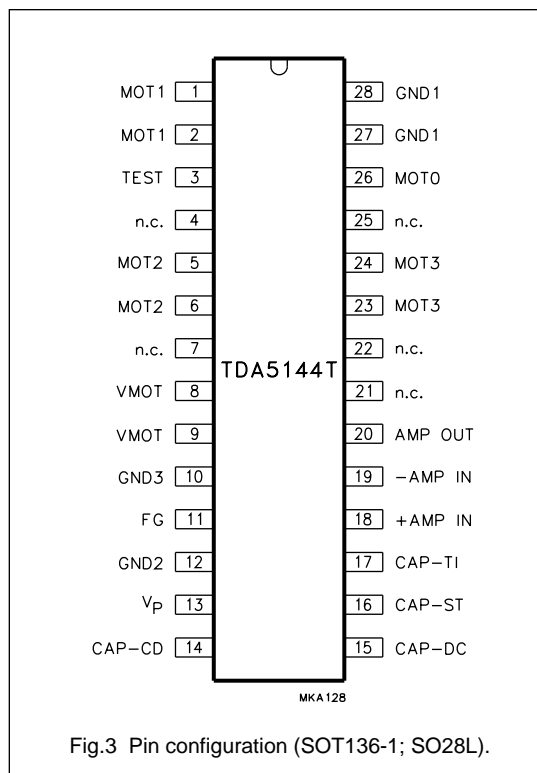 MOT1 1 28 GND1
MOT1 2 27 GND1
TEST 3 26 MOT0
n.c. 4 25 n.c.
MOT2 5 24 MOT3
MOT2 6 23 MOT3
n.c. 7 22 n.c.
TDA5144T
VMOT 8 21 n.c.
VMOT 9 20 AMP OUT
GND3 10 19 −AMP IN
FG 11 18 +AMP IN
GND2 12 17 CAP-TI
VP 13 16 CAP-ST
CAP-CD 14 15 CAP-DC
MKA128
Fig.3 Pin configuration (SOT136-1; SO28L).